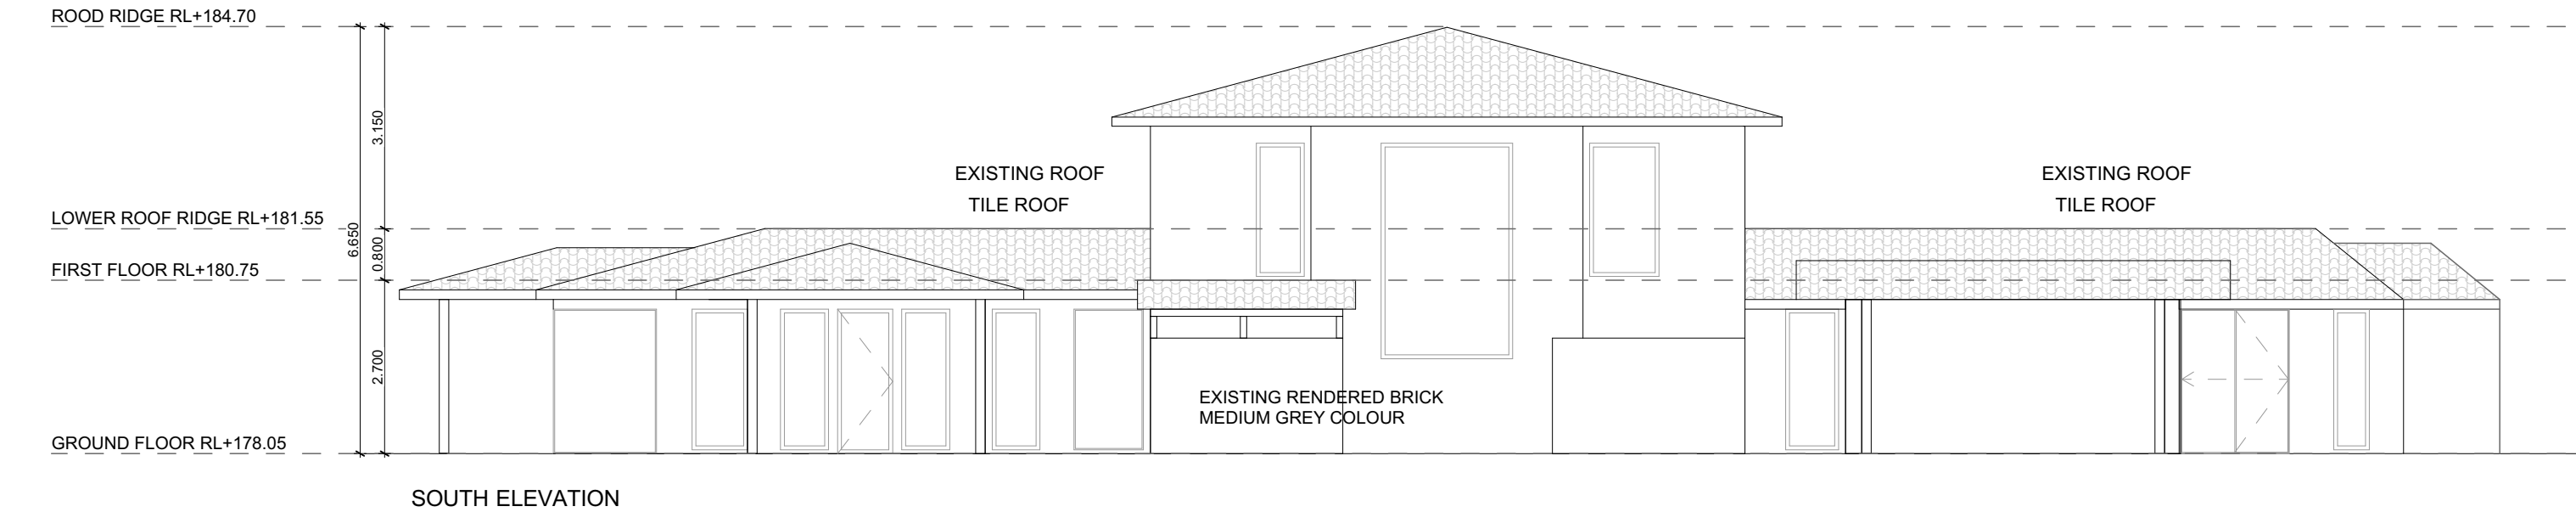 ROOD RIDGE RL+184.70
3.150
EXISTING ROOF
TILE ROOF
EXISTING ROOF
TILE ROOF
LOWER ROOF RIDGE RL+181.55
6.650
0.800
FIRST FLOOR RL+180.75
2.700
EXISTING RENDERED BRICK
MEDIUM GREY COLOUR
GROUND FLOOR RL+178.05
SOUTH ELEVATION